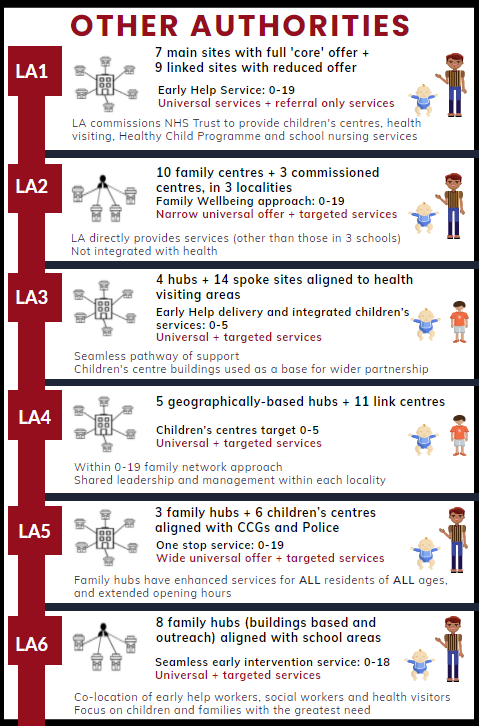 OTHER AUTHORITIES
LA1
7 main sites with full 'core' offer +
9 linked sites with reduced offer
Early Help Service: 0-19
Universal services + referral only services
LA commissions NHS Trust to provide children's centres, health
visiting, Healthy Child Programme and school nursing services
LA2
10 family centres + 3 commissioned
centres, in 3 localities
Family Wellbeing approach: 0-19
Narrow universal offer + targeted services
LA directly provides services (other than those in 3 schools)
Not integrated with health
LA3
4 hubs + 14 spoke sites aligned to health
visiting areas
Early Help delivery and integrated children's
services: 0-5
Universal + targeted services
Seamless pathway of support
Children's centre buildings used as a base for wider partnership
LA4
5 geographically-based hubs + 11 link centres
Children's centres target 0-5
Universal + targeted services
Within 0-19 family network approach
Shared leadership and management within each locality
LA5
3 family hubs + 6 children's centres
aligned with CCGs and Police
One stop service: 0-19
Wide universal offer + targeted services
Family hubs have enhanced services for ALL residents of ALL ages,
and extended opening hours
LA6
8 family hubs (buildings based and
outreach) aligned with school areas
Seamless early intervention service: 0-18
Universal + targeted services
Co-location of early help workers, social workers and health visitors
Focus on children and families with the greatest need